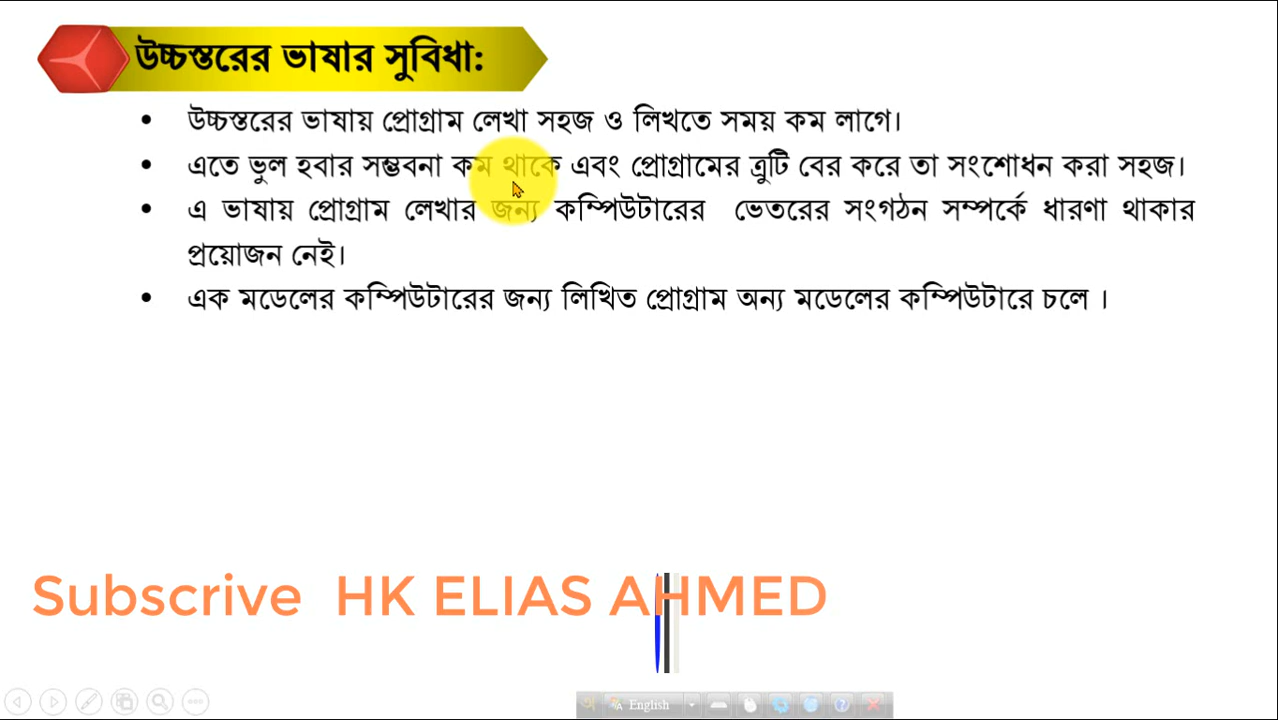 উচ্চস্তরের ভাষার সুবিধা:
• উচ্চস্তরের ভাষায় প্রোগ্রাম লেখা সহজ ও লিখতে সময় কম লাগে।
• এতে ভুল হবার সম্ভবনা কম থাকে এবং প্রোগ্রামের ত্রুটি বের করে তা সংশোধন করা সহজ।
• এ ভাষায় প্রোগ্রাম লেখার জন্য কম্পিউটারের ভেতরের সংগঠন সম্পর্কে ধারণা থাকার
প্রয়োজন নেই।
• এক মডেলের কম্পিউটারের জন্য লিখিত প্রোগ্রাম অন্য মডেলের কম্পিউটারে চলে ।
Subscrive HK ELIAS AHMED
English